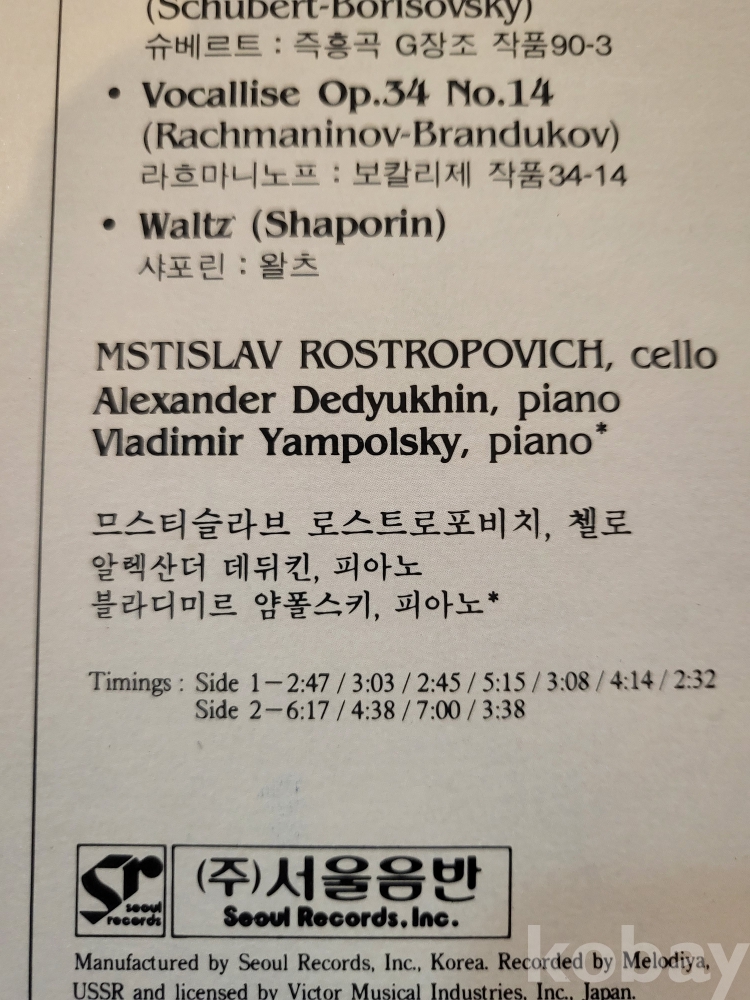 (Schubert-Borisovsky)
슈베르트 : 즉흥곡 G장조 작품90-3
• Vocallise Op.34 No.14
(Rachmaninov-Brandukov)
라흐마니노프 : 보칼리제 작품34-14
• Waltz (Shaporin)
샤포린 : 왈츠
MSTISLAV ROSTROPOVICH, cello
Alexander Dedyukhin, piano
Vladimir Yampolsky, piano*
므스티슬라브 로스트로포비치, 첼로
알렉산더 데뒤킨, 피아노
블라디미르 얌폴스키, 피아노*
Timings : Side 1－2:47 / 3:03 / 2:45 / 5:15 / 3:08 / 4:14 / 2:32
Side 2－6:17 / 4:38 / 7:00 / 3:38
sr seoul records
(주)서울음반
Seoul Records, Inc.
kobay
Manufactured by Seoul Records, Inc., Korea. Recorded by Melodiya,
USSR and licensed by Victor Musical Industries, Inc., Japan.